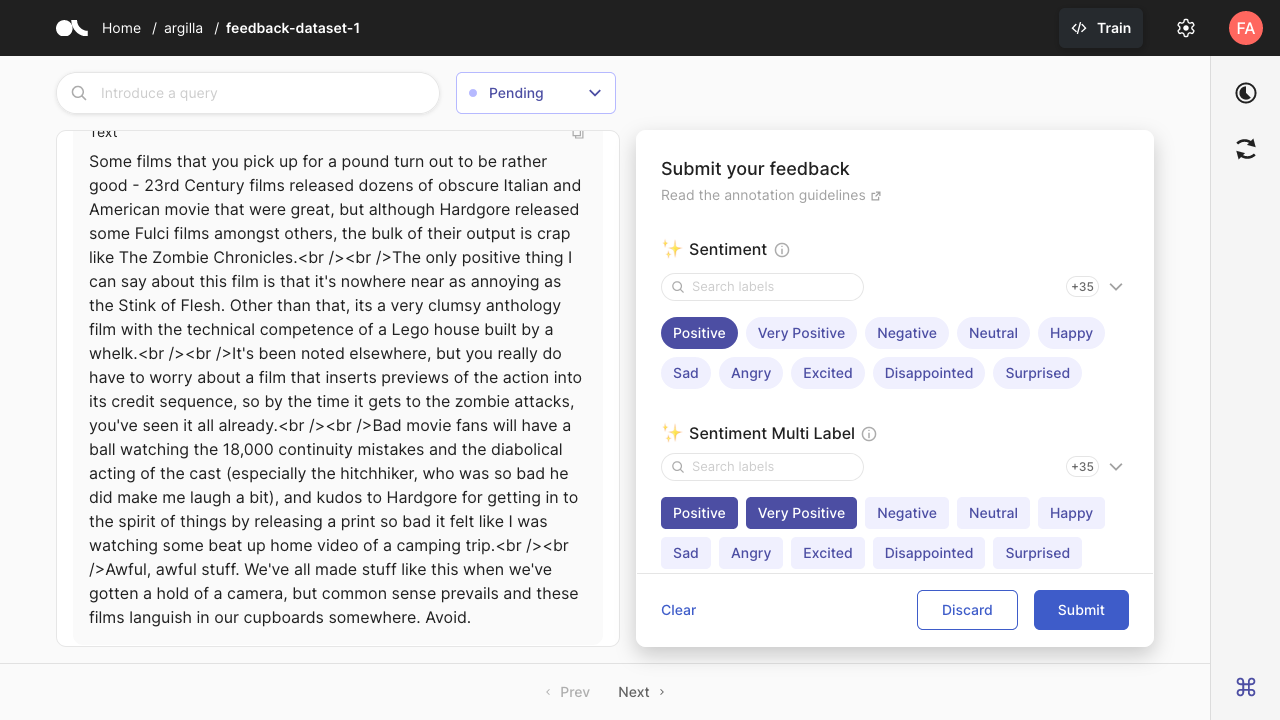 Home / argilla / feedback-dataset-1
Train
FA
Introduce a query
Pending
Text
Some films that you pick up for a pound turn out to be rather
good - 23rd Century films released dozens of obscure Italian and
American movie that were great, but although Hardgore released
some Fulci films amongst others, the bulk of their output is crap
like The Zombie Chronicles.<br /><br />The only positive thing I
can say about this film is that it's nowhere near as annoying as
the Stink of Flesh. Other than that, its a very clumsy anthology
film with the technical competence of a Lego house built by a
whelk.<br /><br />It's been noted elsewhere, but you really do
have to worry about a film that inserts previews of the action into
its credit sequence, so by the time it gets to the zombie attacks,
you've seen it all already.<br /><br />Bad movie fans will have a
ball watching the 18,000 continuity mistakes and the diabolical
acting of the cast (especially the hitchhiker, who was so bad he
did make me laugh a bit), and kudos to Hardgore for getting in to
the spirit of things by releasing a print so bad it felt like I was
watching some beat up home video of a camping trip.<br /><br
/>Awful, awful stuff. We've all made stuff like this when we've
gotten a hold of a camera, but common sense prevails and these
films languish in our cupboards somewhere. Avoid.
Submit your feedback
Read the annotation guidelines
Sentiment
Search labels
+35
Positive Very Positive Negative Neutral Happy
Sad Angry Excited Disappointed Surprised
Sentiment Multi Label
Search labels
+35
Positive Very Positive Negative Neutral Happy
Sad Angry Excited Disappointed Surprised
Clear
Discard
Submit
Prev
Next